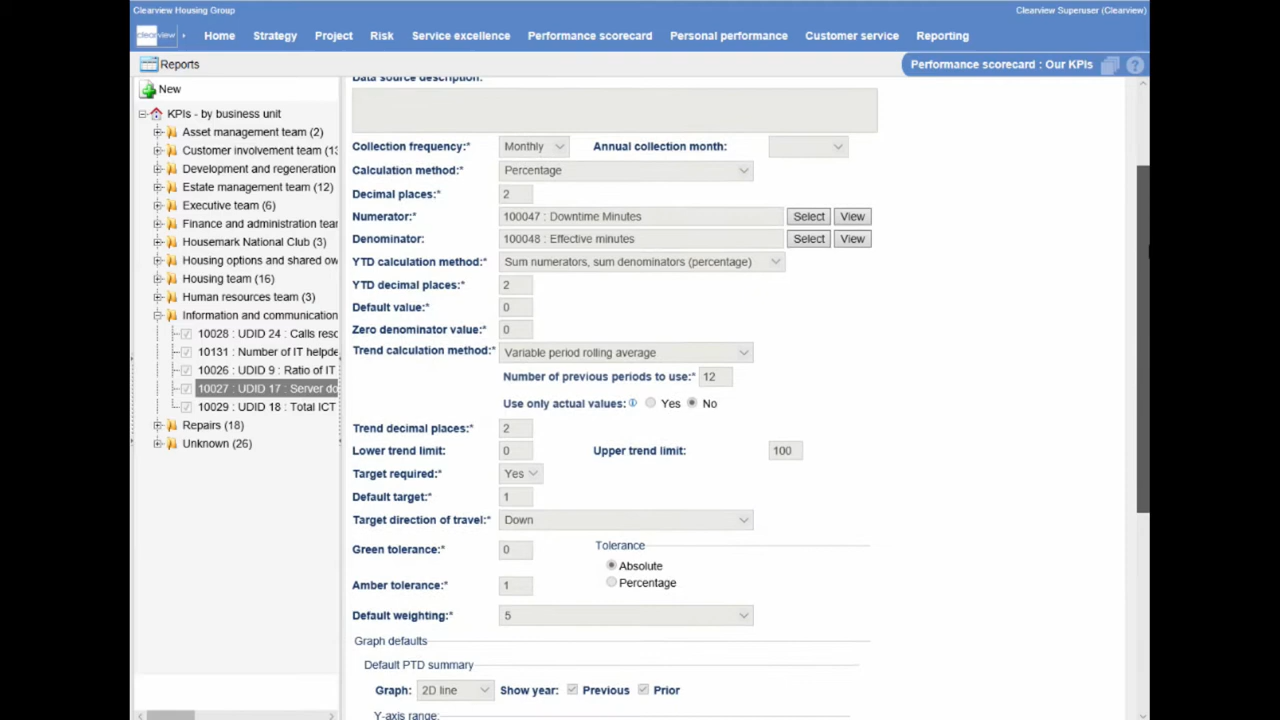 Clearview Housing Group Clearview Superuser (Clearview)
clearview Home Strategy Project Risk Service excellence Performance scorecard Personal performance Customer service Reporting
Reports Performance scorecard : Our KPIs ?
New
KPIs - by business unit
Asset management team (2)
Customer involvement team (13
Development and regeneration
Estate management team (12)
Executive team (6)
Finance and administration tear
Housemark National Club (3)
Housing options and shared ow
Housing team (16)
Human resources team (3)
Information and communication
10028 : UDID 24 : Calls resc
10131 : Number of IT helpde
10026 : UDID 9 : Ratio of IT
10027 : UDID 17 : Server do
10029 : UDID 18 : Total ICT
Repairs (18)
Unknown (26)
Data source description:
Collection frequency:* Monthly Annual collection month:
Calculation method:* Percentage
Decimal places:* 2
Numerator:* 100047 : Downtime Minutes Select View
Denominator: 100048 : Effective minutes Select View
YTD calculation method:* Sum numerators, sum denominators (percentage)
YTD decimal places:* 2
Default value:* 0
Zero denominator value:* 0
Trend calculation method:* Variable period rolling average
Number of previous periods to use:* 12
Use only actual values: Yes No
Trend decimal places:* 2
Lower trend limit: 0 Upper trend limit: 100
Target required:* Yes
Default target:* 1
Target direction of travel:* Down
Green tolerance:* 0 Tolerance
Absolute
Percentage
Amber tolerance:* 1
Default weighting:* 5
Graph defaults
Default PTD summary
Graph: 2D line Show year: Previous Prior
Y-axis range: